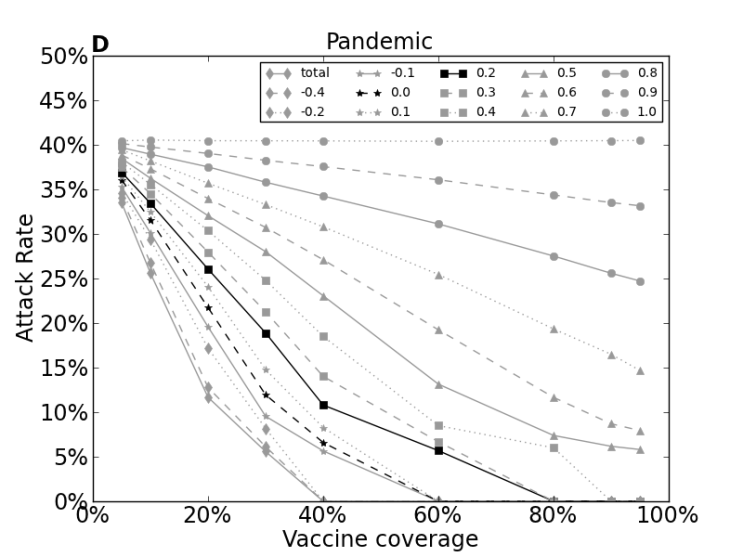 D
Pandemic
50%
45%
40%
35%
30%
25%
20%
15%
10%
5%
0%
Attack Rate
total -0.1 0.2 0.5 0.8
-0.4 0.0 0.3 0.6 0.9
-0.2 0.1 0.4 0.7 1.0
0% 20% 40% 60% 80% 100%
Vaccine coverage